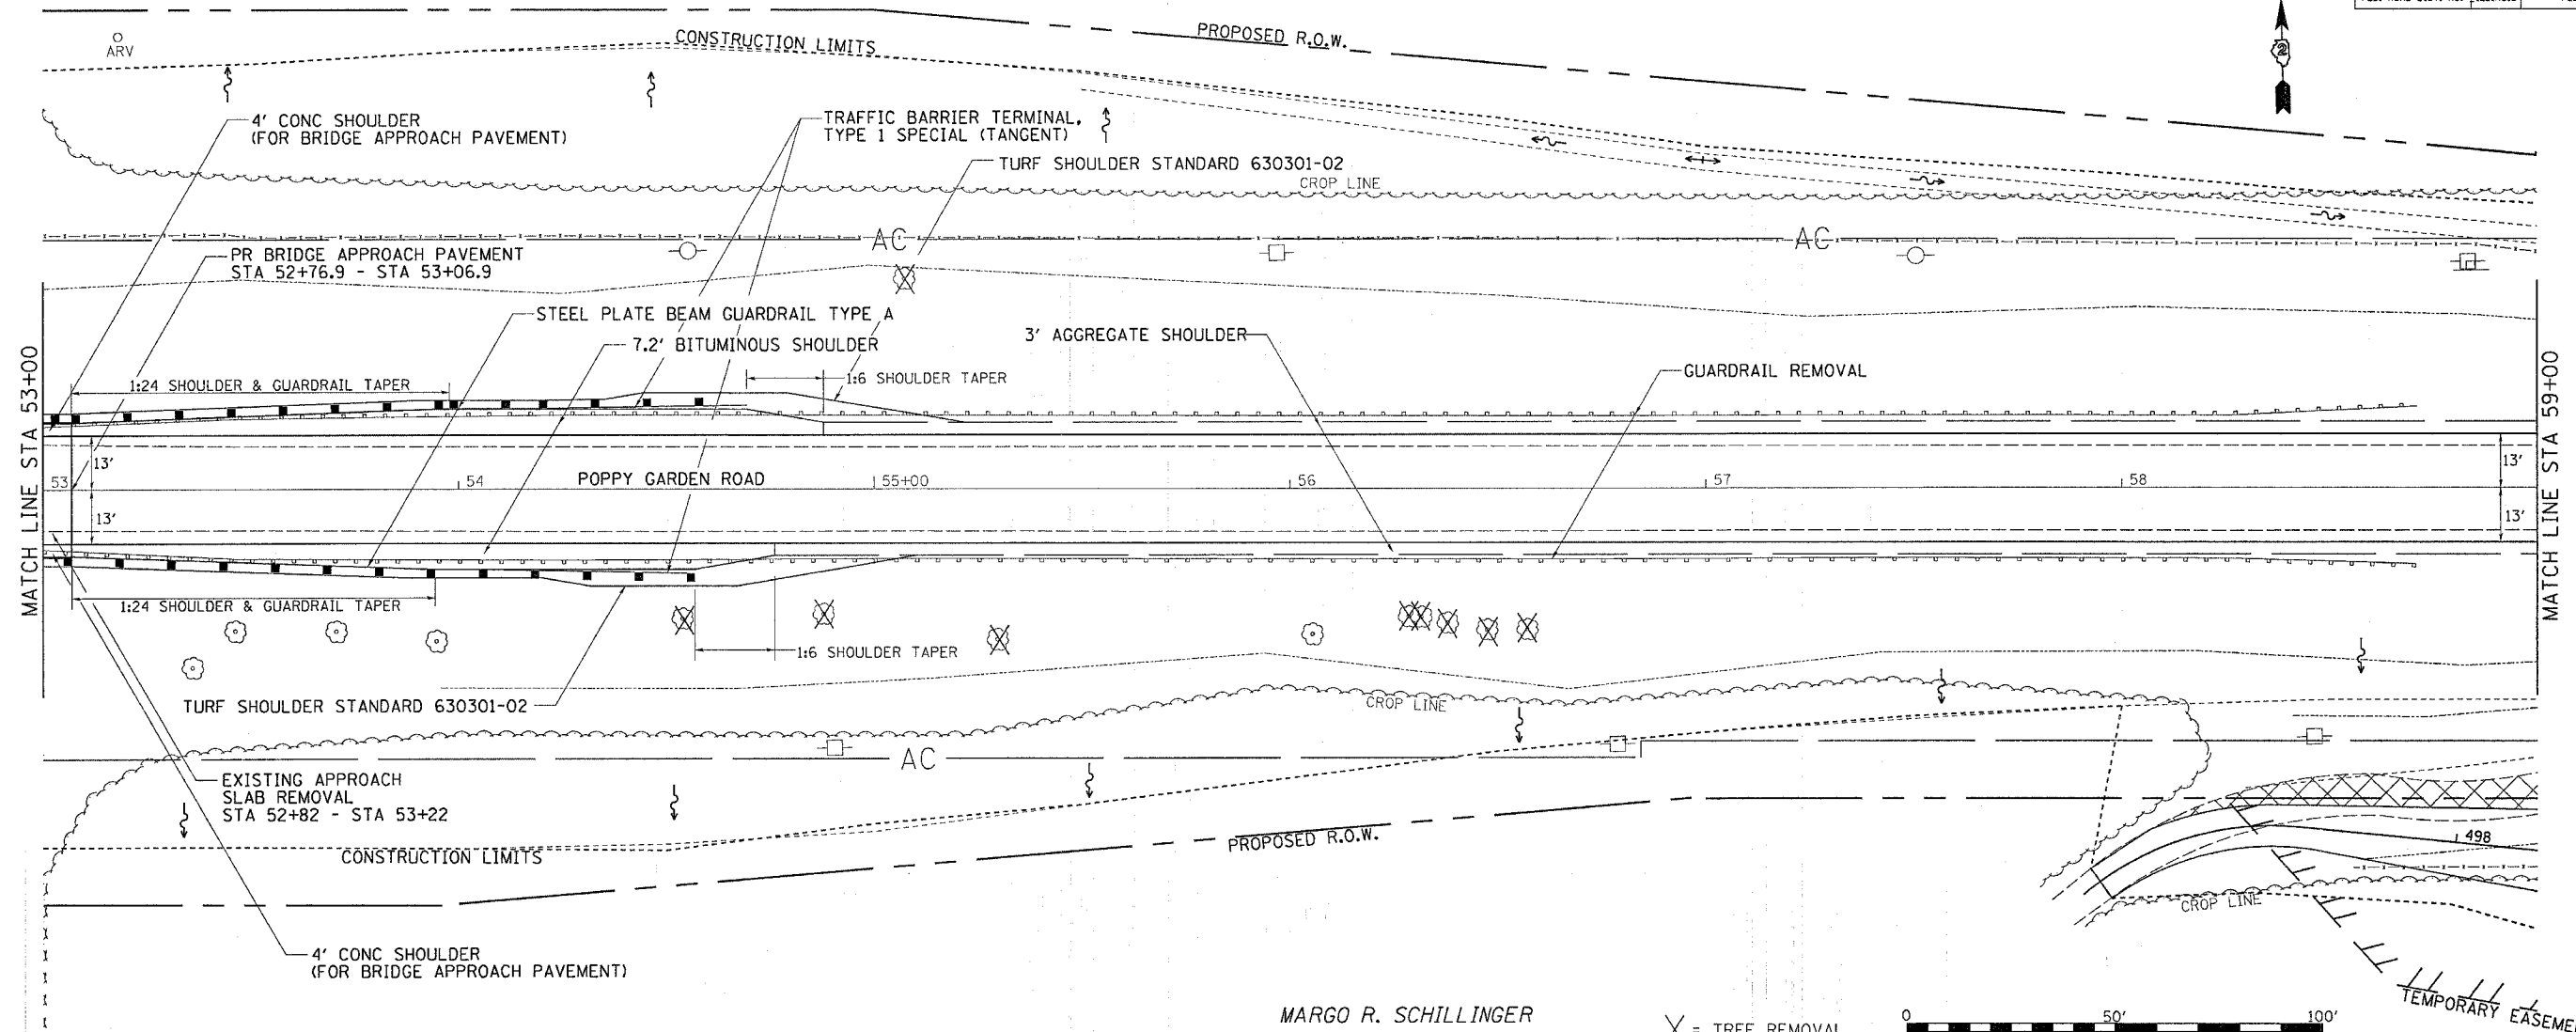 PROPOSED R.O.W.
CONSTRUCTION LIMITS
ARV
2
4' CONC SHOULDER
(FOR BRIDGE APPROACH PAVEMENT)
TRAFFIC BARRIER TERMINAL,
TYPE 1 SPECIAL (TANGENT)
TURF SHOULDER STANDARD 630301-02
CROP LINE
AC
AC
PR BRIDGE APPROACH PAVEMENT
STA 52+76.9 - STA 53+06.9
STEEL PLATE BEAM GUARDRAIL TYPE A
7.2' BITUMINOUS SHOULDER
3' AGGREGATE SHOULDER
GUARDRAIL REMOVAL
1:24 SHOULDER & GUARDRAIL TAPER
1:6 SHOULDER TAPER
MATCH LINE STA 53+00
MATCH LINE STA 59+00
13'
13'
53
54
POPPY GARDEN ROAD
55+00
56
57
58
13'
13'
1:24 SHOULDER & GUARDRAIL TAPER
1:6 SHOULDER TAPER
TURF SHOULDER STANDARD 630301-02
CROP LINE
AC
EXISTING APPROACH
SLAB REMOVAL
STA 52+82 - STA 53+22
CONSTRUCTION LIMITS
PROPOSED R.O.W.
498
CROP LINE
4' CONC SHOULDER
(FOR BRIDGE APPROACH PAVEMENT)
MARGO R. SCHILLINGER
X = TREE REMOVAL
0 50' 100'
TEMPORARY EASEME